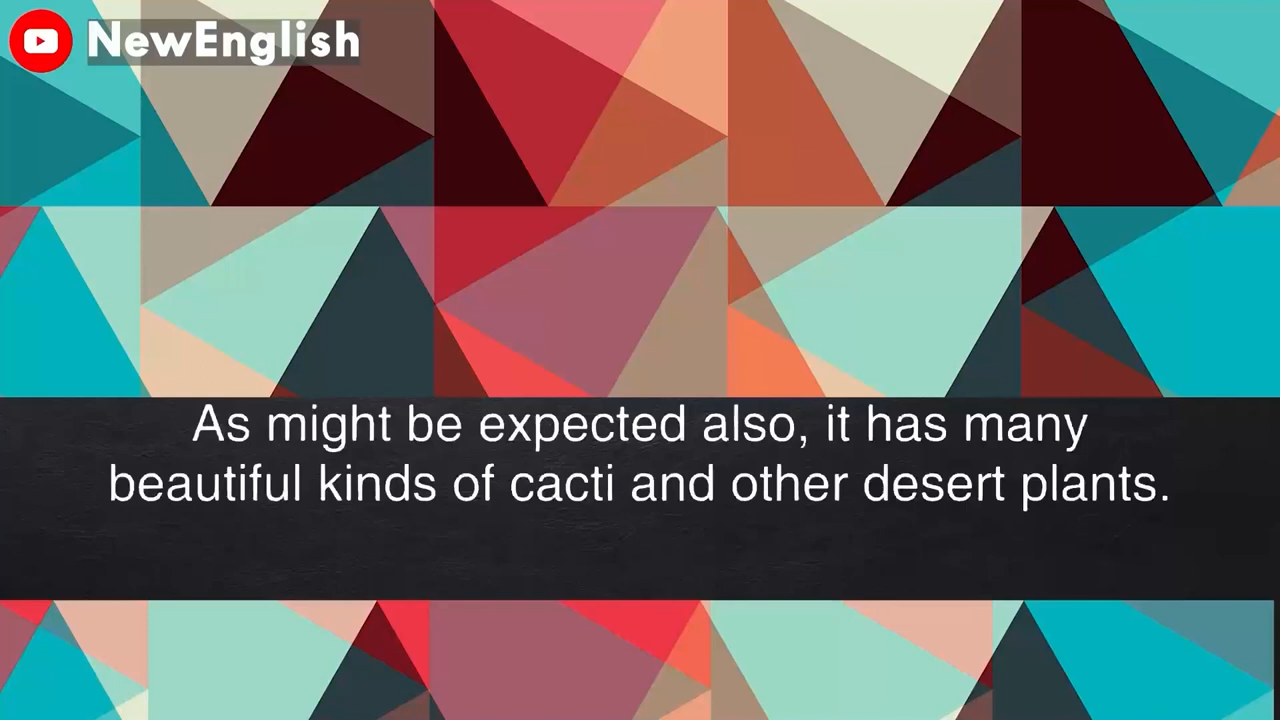 NewEnglish
As might be expected also, it has many
beautiful kinds of cacti and other desert plants.